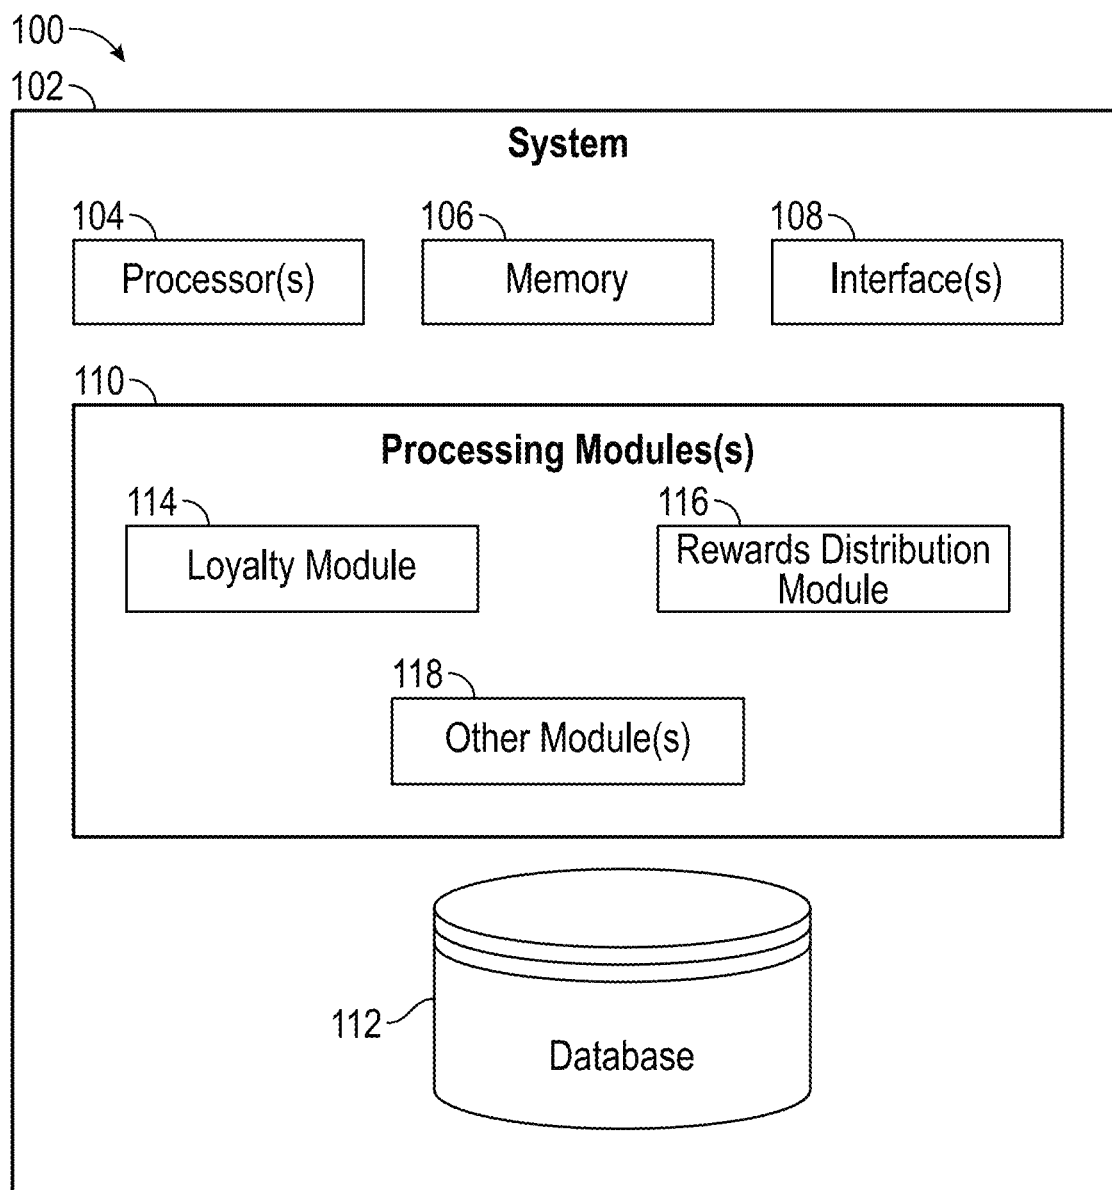 100
102
System
104
106
108
Processor(s)
Memory
Interface(s)
110
Processing Modules(s)
114
116
Loyalty Module
Rewards Distribution
Module
118
Other Module(s)
112
Database